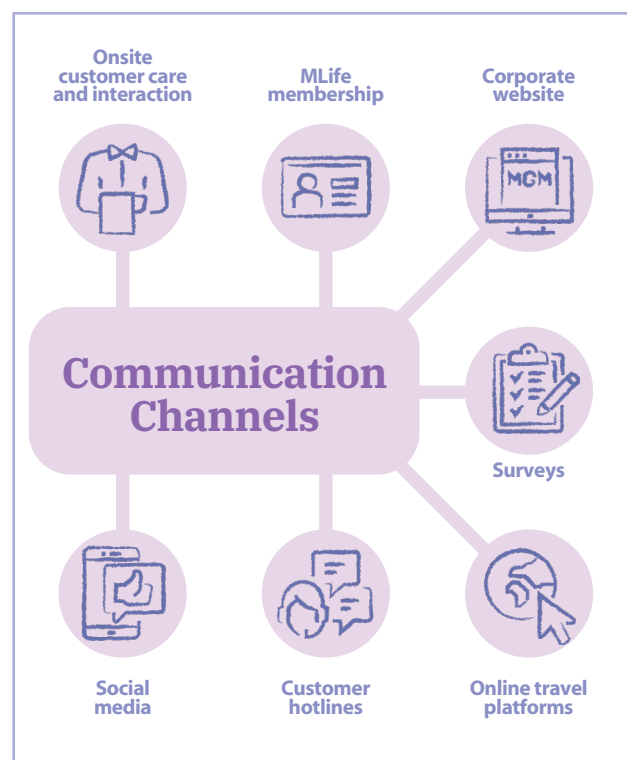 Onsite
customer care
and interaction
MLife
membership
Corporate
website
MGM
Communication
Channels
Surveys
Social
media
Customer
hotlines
Online travel
platforms